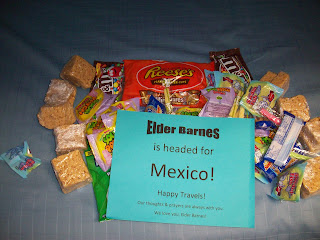 Reese's
Elder Barnes
is headed for
Mexico!
Happy Travels!
Our thoughts & prayers are always with you
We love you, Elder Barnes!